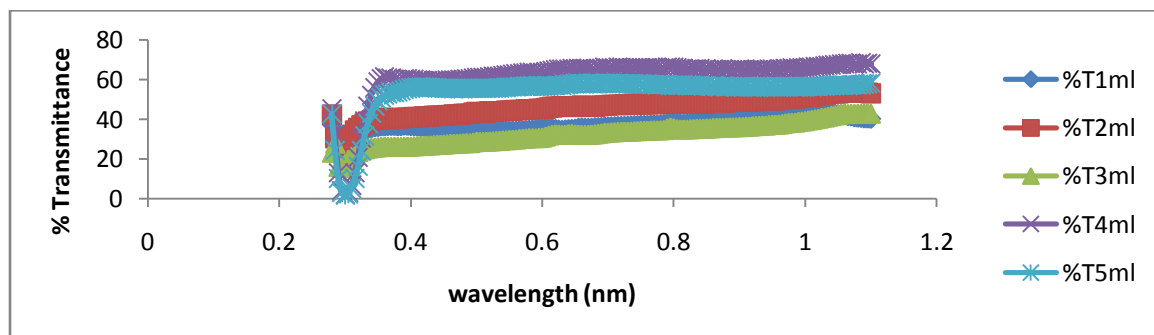 % Transmittance
80
60
40
20
0
0 0.2 0.4 0.6 0.8 1 1.2
wavelength (nm)
%T1ml
%T2ml
%T3ml
%T4ml
%T5ml